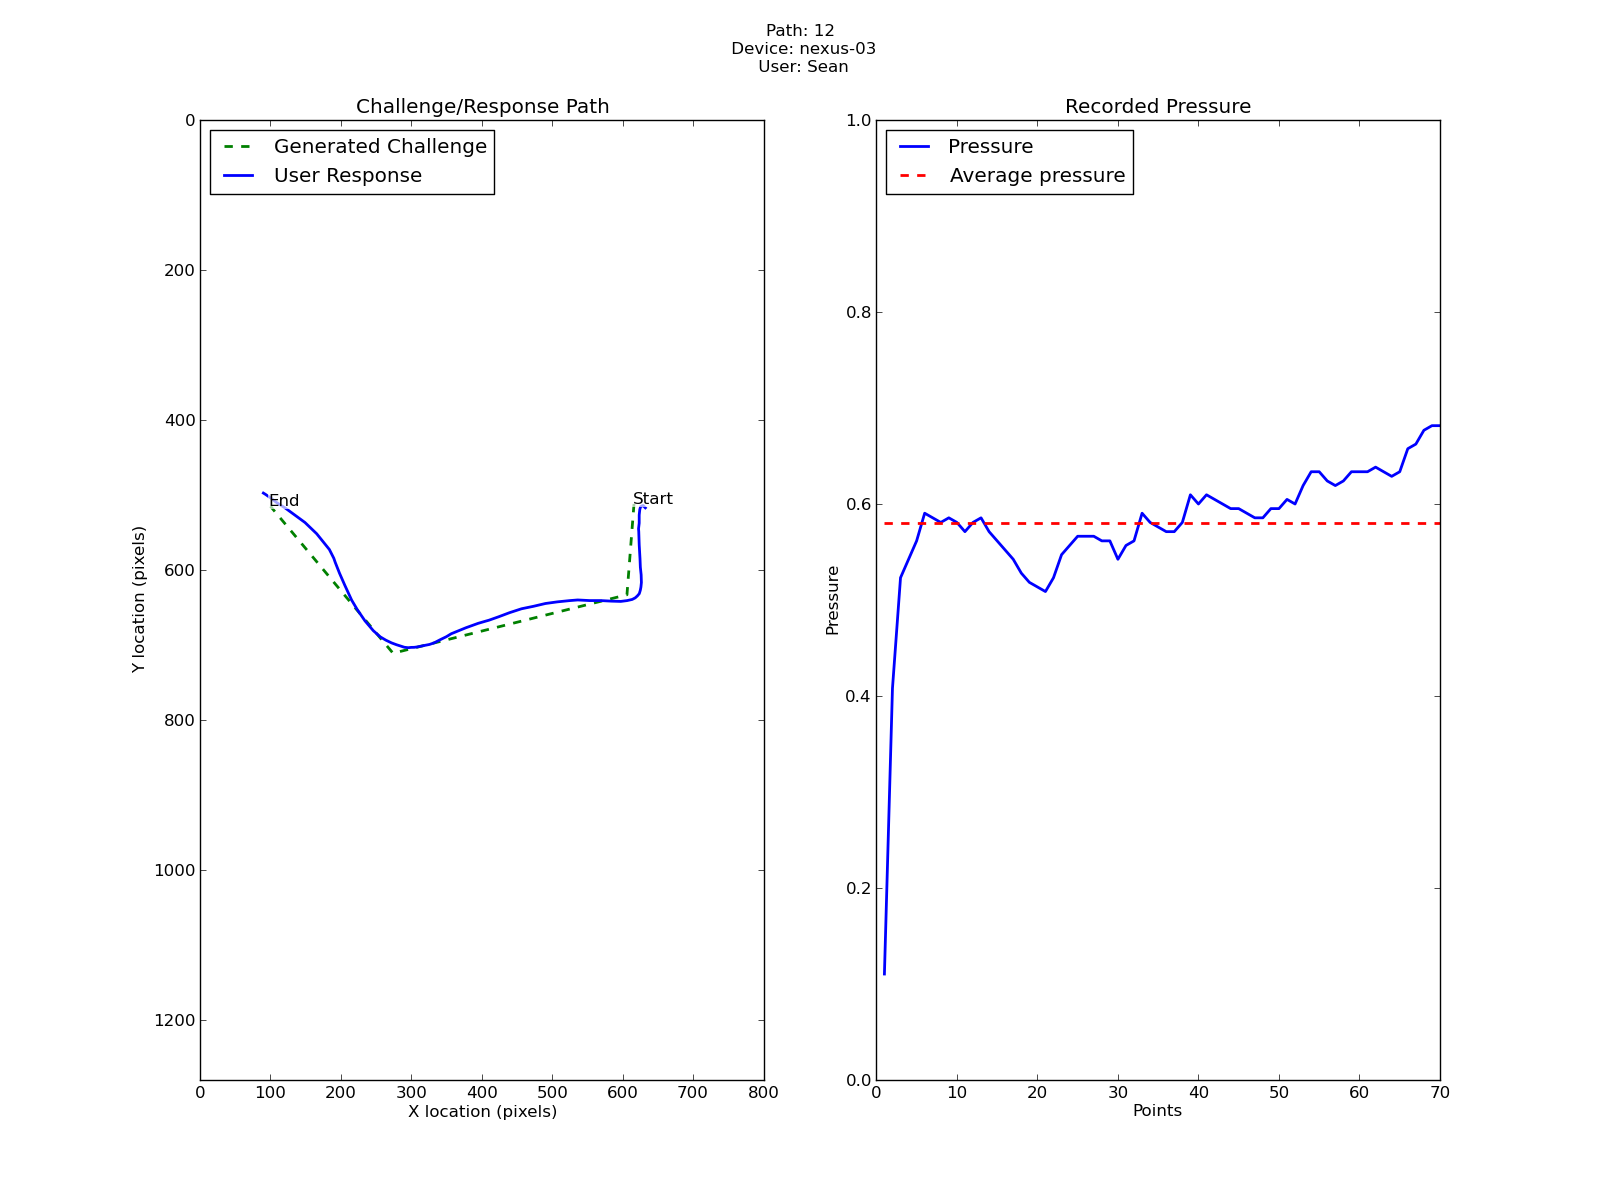 Path: 12
Device: nexus-03
User: Sean
Challenge/Response Path
Generated Challenge
User Response
0
200
400
600
800
1000
1200
Y location (pixels)
End
Start
0 100 200 300 400 500 600 700 800
X location (pixels)
Recorded Pressure
Pressure
Average pressure
1.0
0.8
0.6
0.4
0.2
0.0
Pressure
0 10 20 30 40 50 60 70
Points